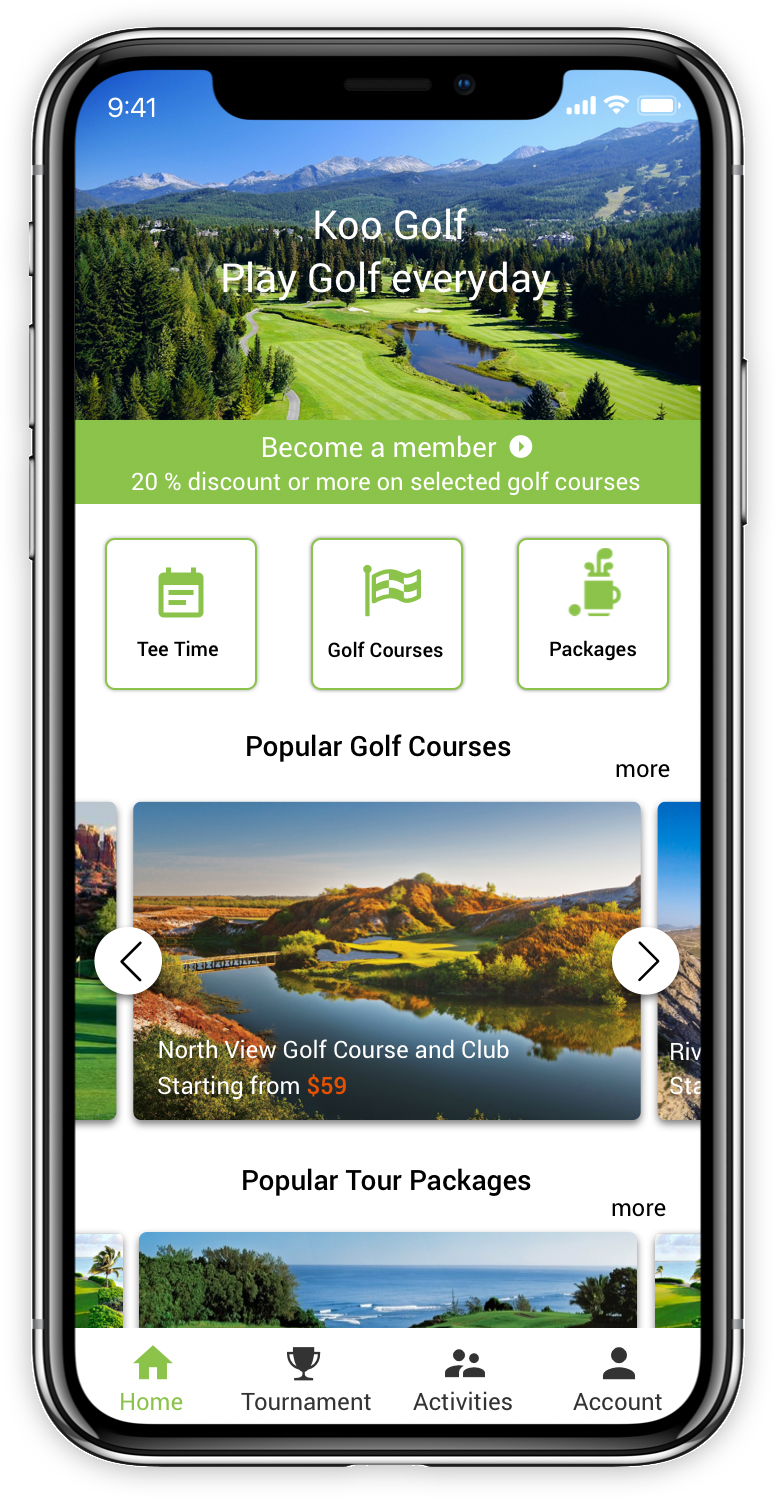 9:41
Koo Golf
Play Golf everyday
Become a member
20 % discount or more on selected golf courses
Tee Time
Golf Courses
Packages
Popular Golf Courses
more
North View Golf Course and Club
Starting from $59
Riv
Sta
Popular Tour Packages
more
Home
Tournament
Activities
Account